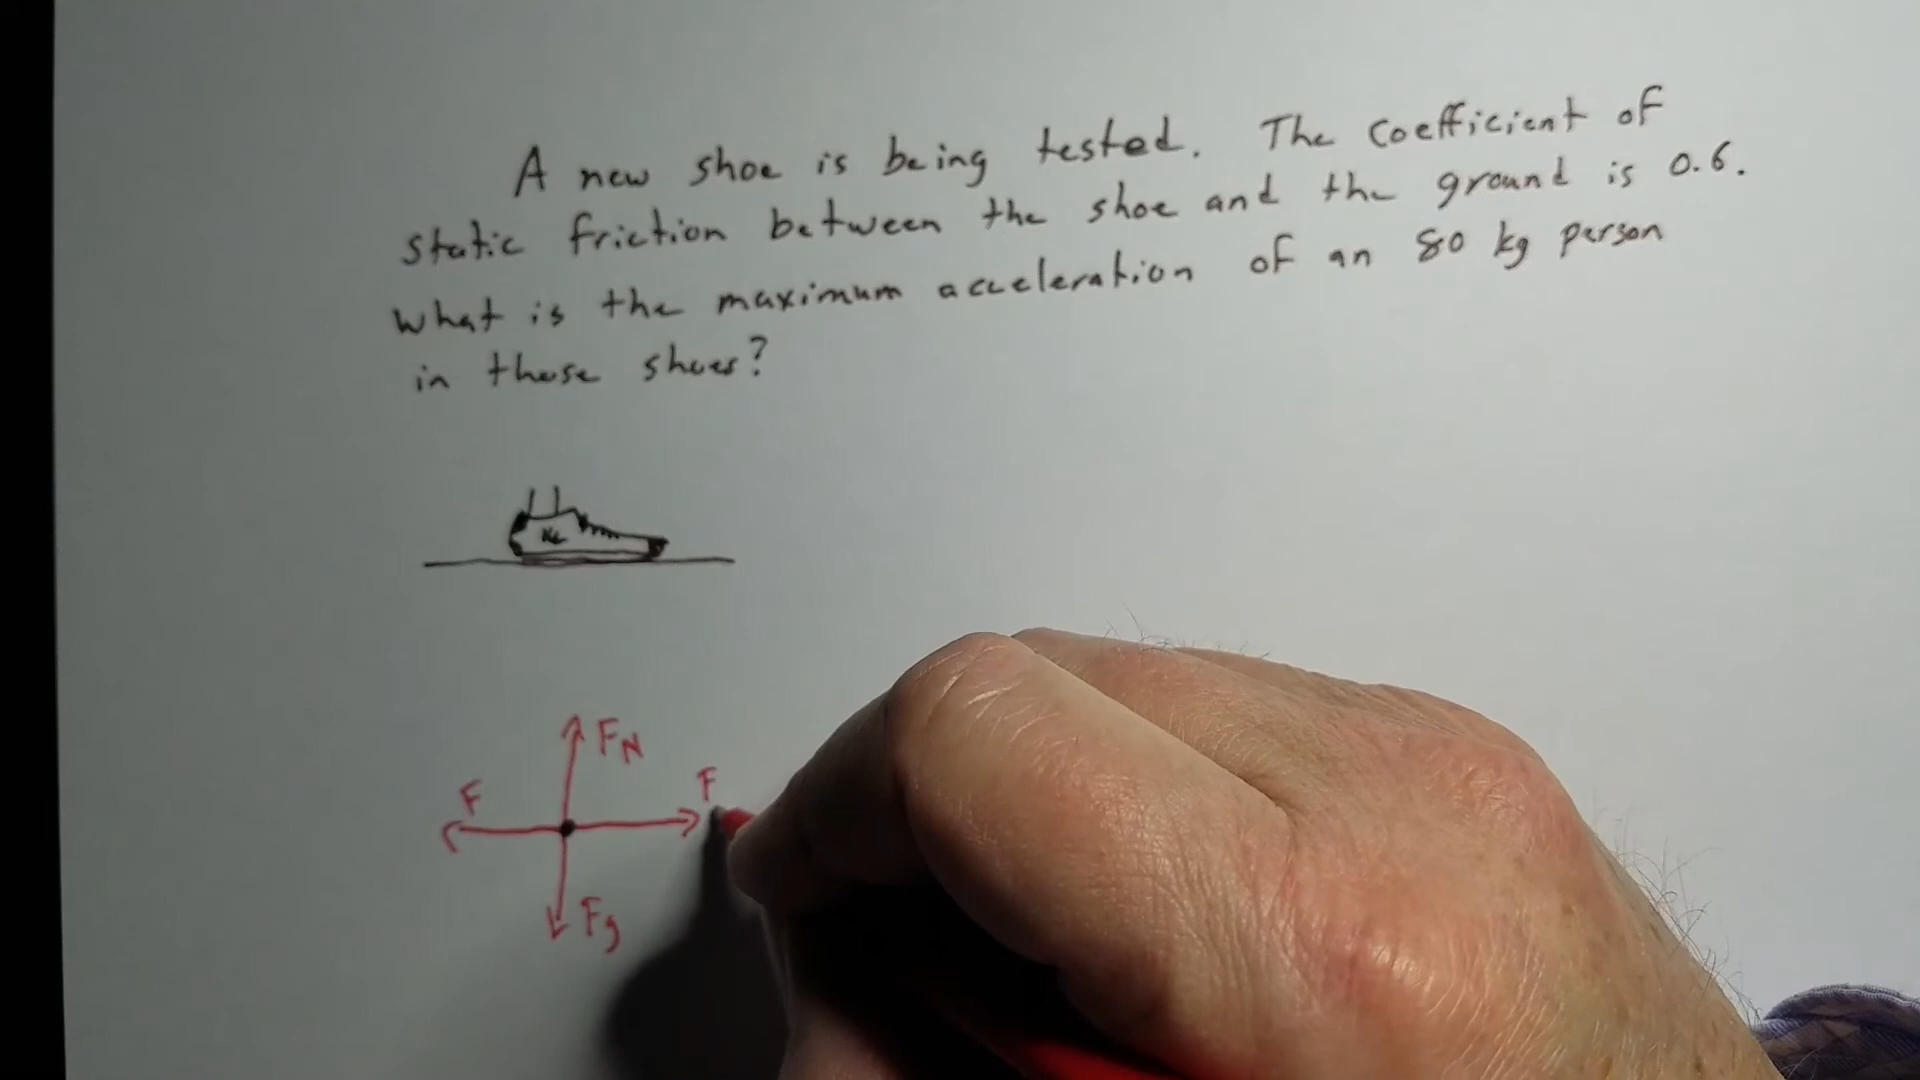 A new shoe is being tested. The coefficient of
static friction between the shoe and the ground is 0.6.
What is the maximum acceleration of an 80 kg person
in these shoes?
FN
F
F
Fg